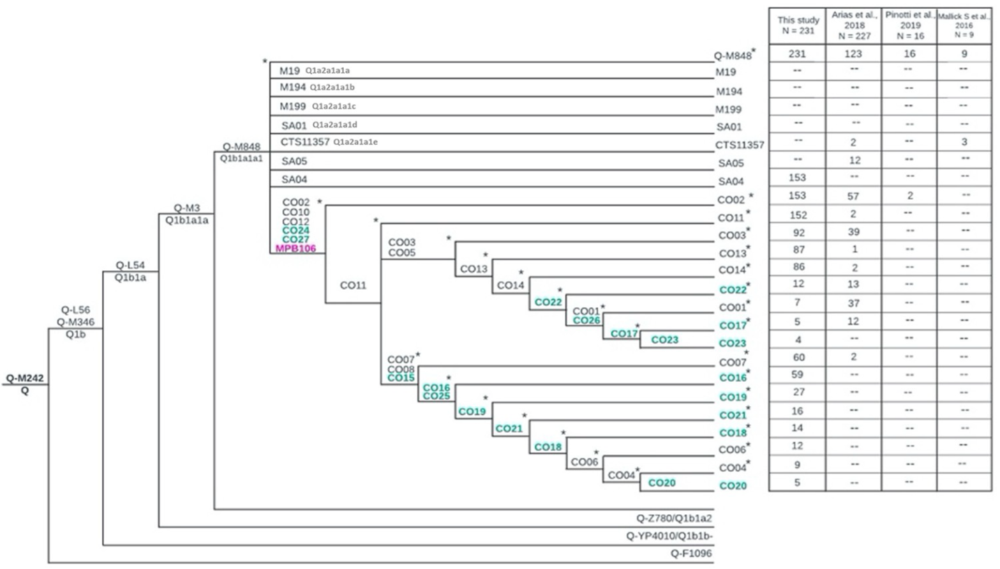 This study
N = 231
Arias et al.,
2018
N = 227
Pinotti et al.,
2019
N = 16
Mallick S et al.,
2016
N = 9
Q-M848* 231 123 16 9
*
M19 Q1a2a1a1a M19 -- -- -- --
M194 Q1a2a1a1b M194 -- -- -- --
M199 Q1a2a1a1c M199 -- -- -- --
SA01 Q1a2a1a1d SA01 -- -- -- --
CTS11357 Q1a2a1a1e CTS11357 -- 2 -- 3
Q-M848
Q1b1a1a1
SA05 SA05 -- 12 -- --
SA04 SA04 153 -- -- --
CO02 * CO02 * 153 57 2 --
CO10
CO12
CO24
CO27
MPB106
Q-M3
Q1b1a1a
* CO11* 152 2 -- --
CO03 * CO03* 92 39 -- --
CO05
CO13 * CO13* 87 1 -- --
CO14 * CO14* 86 2 -- --
CO11
CO22 * CO22* 12 13 -- --
CO01* CO01* 7 37 -- --
CO26
CO17* CO17* 5 12 -- --
CO23 CO23 4 -- -- --
Q-L54
Q1b1a
Q-L56
Q-M346
Q1b
CO07* CO07* 60 2 -- --
CO08
CO15
CO16 * CO16* 59 -- -- --
CO25
CO19 * CO19* 27 -- -- --
CO21 * CO21* 16 -- -- --
CO18 * CO18* 14 -- -- --
CO06 * CO06* 12 -- -- --
CO04* CO04* 9 -- -- --
CO20 CO20 5 -- -- --
Q-M242
Q
Q-Z780/Q1b1a2
Q-YP4010/Q1b1b-
Q-F1096